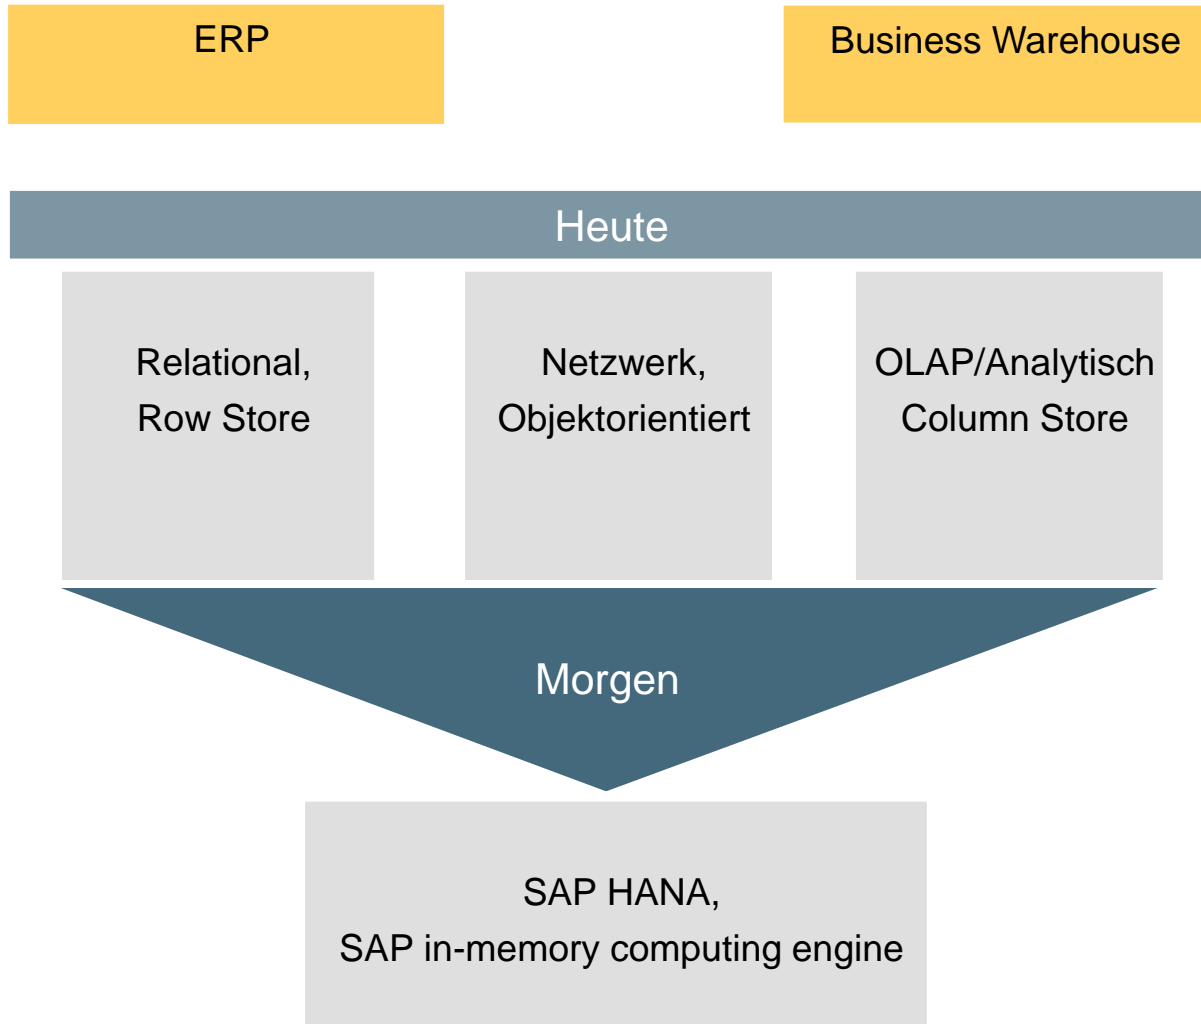 ERP
Business Warehouse
Heute
Relational,
Row Store
Netzwerk,
Objektorientiert
OLAP/Analytisch
Column Store
Morgen
SAP HANA,
SAP in-memory computing engine